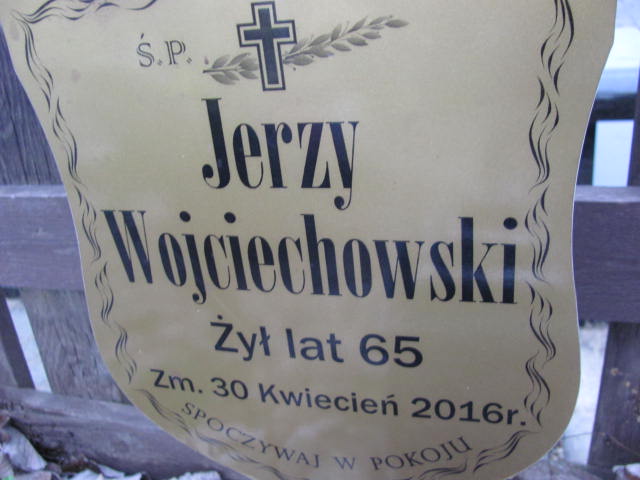 Ś.P.
Jerzy
Wojciechowski
Żył lat 65
Zm. 30 Kwiecień 2016r.
SPOCZYWAJ W POKOJU